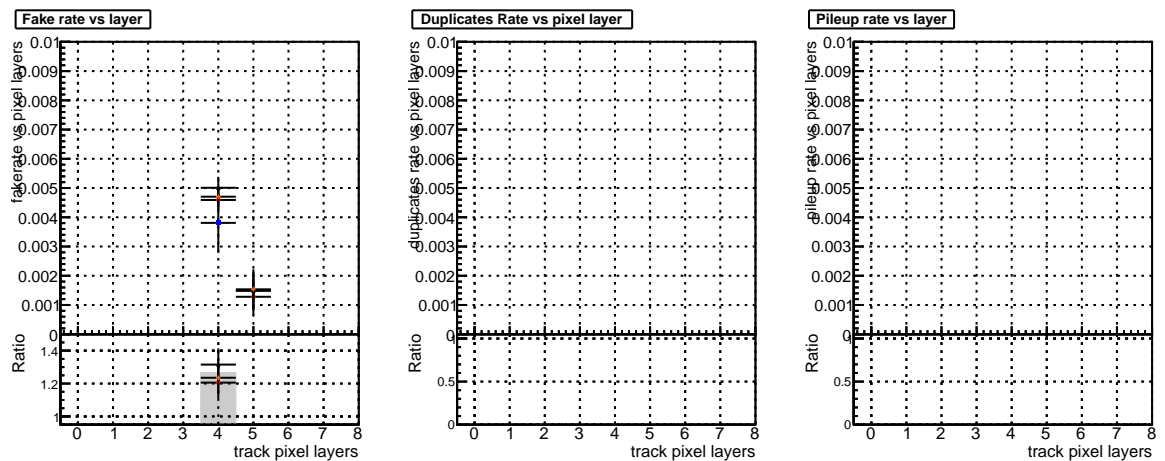 Fake rate vs layer
fakerate vs pixel layers
0.01
0.009
0.008
0.007
0.006
0.005
0.004
0.003
0.002
0.001
0
Ratio
1.4
1.2
1
0 1 2 3 4 5 6 7 8
track pixel layers
Duplicates Rate vs pixel layer
duplicates rate vs pixel layers
0.01
0.009
0.008
0.007
0.006
0.005
0.004
0.003
0.002
0.001
0
Ratio
1
0.5
0
0 1 2 3 4 5 6 7 8
track pixel layers
Pileup rate vs layer
pileup rate vs pixel layers
0.01
0.009
0.008
0.007
0.006
0.005
0.004
0.003
0.002
0.001
0
Ratio
1
0.5
0
0 1 2 3 4 5 6 7 8
track pixel layers